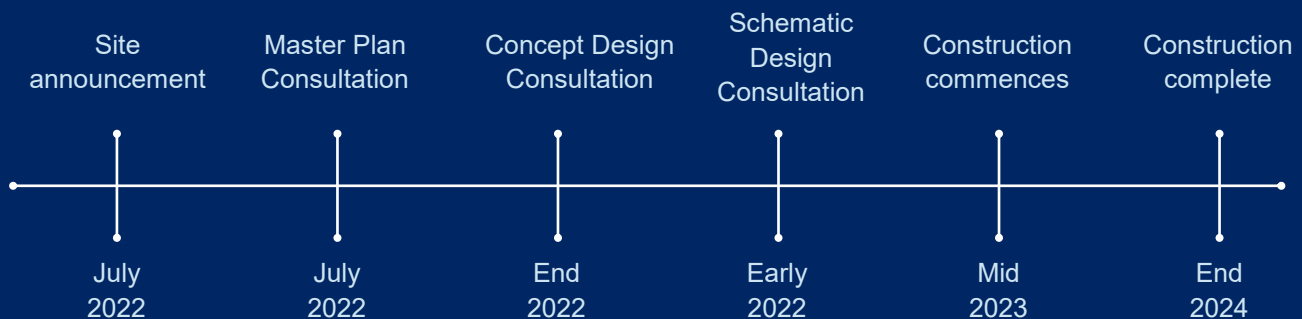 Site
announcement
July
2022
Master Plan
Consultation
July
2022
Concept Design
Consultation
End
2022
Schematic
Design
Consultation
Early
2022
Construction
commences
Mid
2023
Construction
complete
End
2024